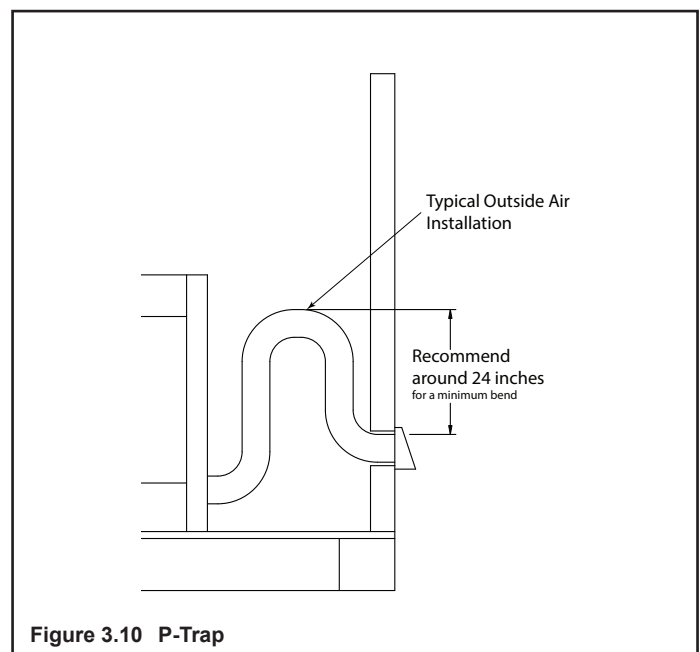 Typical Outside Air
Installation
Recommend
around 24 inches
for a minimum bend
Figure 3.10 P-Trap